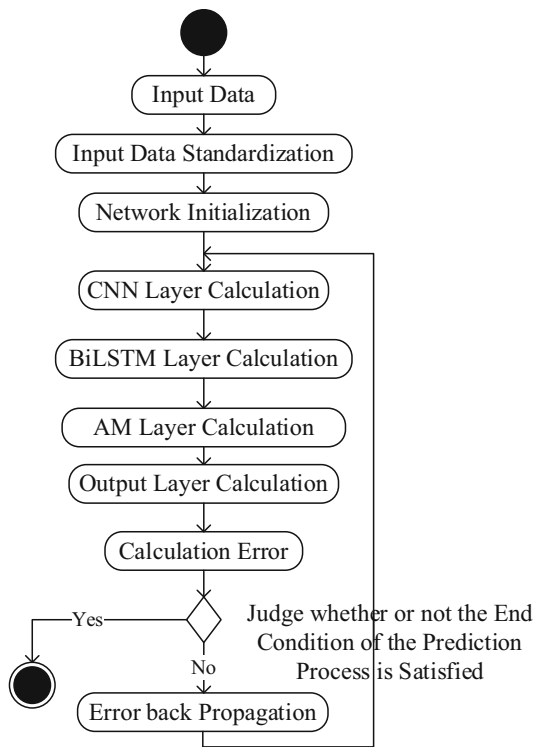 Input Data
Input Data Standardization
Network Initialization
CNN Layer Calculation
BiLSTM Layer Calculation
AM Layer Calculation
Output Layer Calculation
Calculation Error
Yes
Judge whether or not the End
Condition of the Prediction
Process is Satisfied
No
Error back Propagation